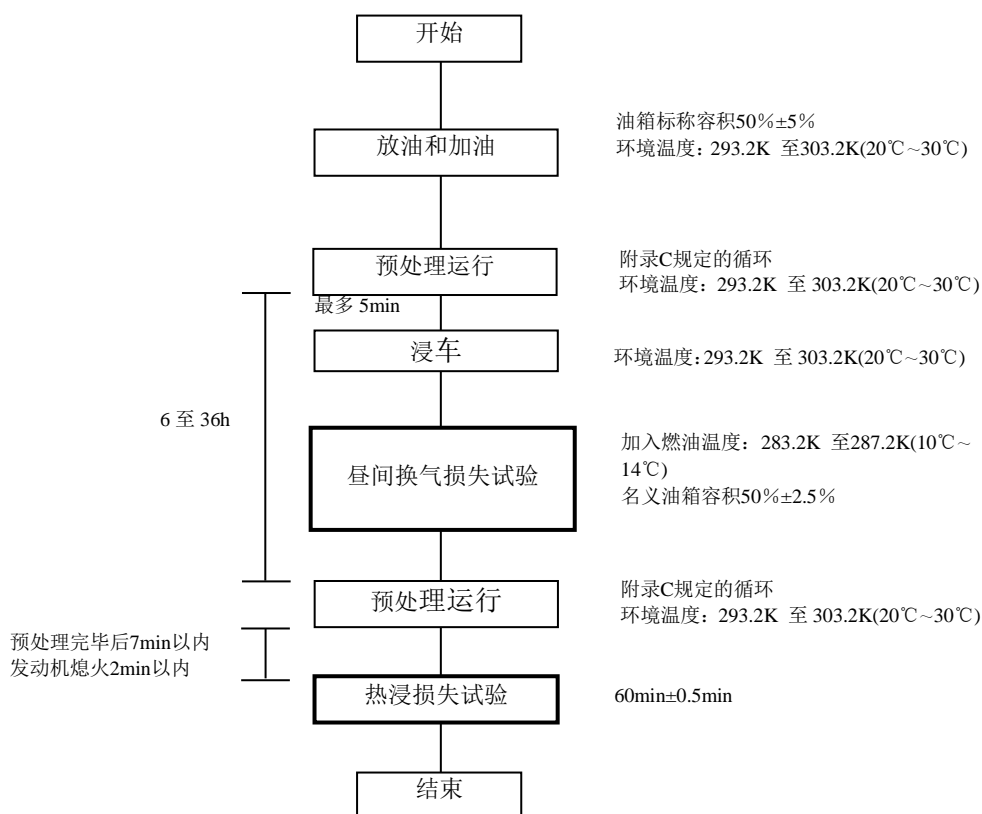 开始
放油和加油
油箱标称容积50％±5％
环境温度：293.2K 至303.2K(20℃~30℃)
预处理运行
附录C规定的循环
环境温度：293.2K 至 303.2K(20℃~30℃)
最多 5min
浸车
环境温度：293.2K 至 303.2K(20℃~30℃)
6 至 36h
昼间换气损失试验
加入燃油温度：283.2K 至287.2K(10℃~
14℃)
名义油箱容积50％±2.5％
预处理运行
附录C规定的循环
环境温度：293.2K 至 303.2K(20℃~30℃)
预处理完毕后7min以内
发动机熄火2min以内
热浸损失试验
60min±0.5min
结束